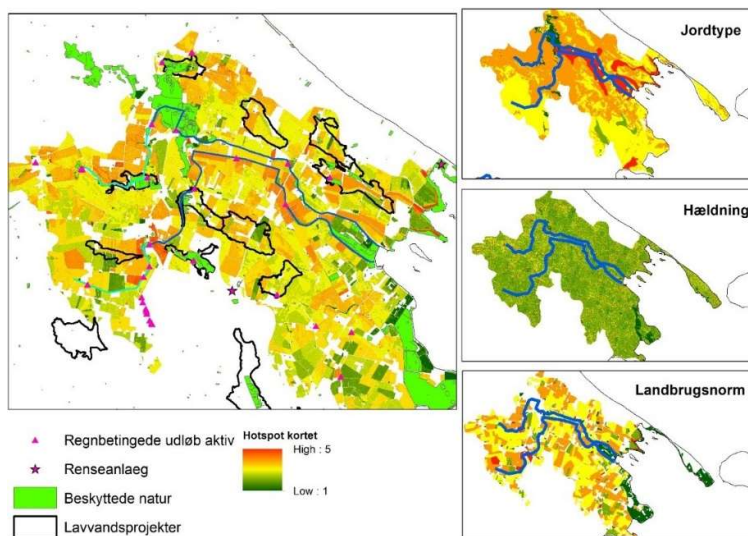 Jordtype
Hældning
Landbrugsnorm
Regnbetingede udløb aktiv
Renseanlaeg
Beskyttede natur
Lavvandsprojekter
Hotspot kortet
High : 5
Low : 1